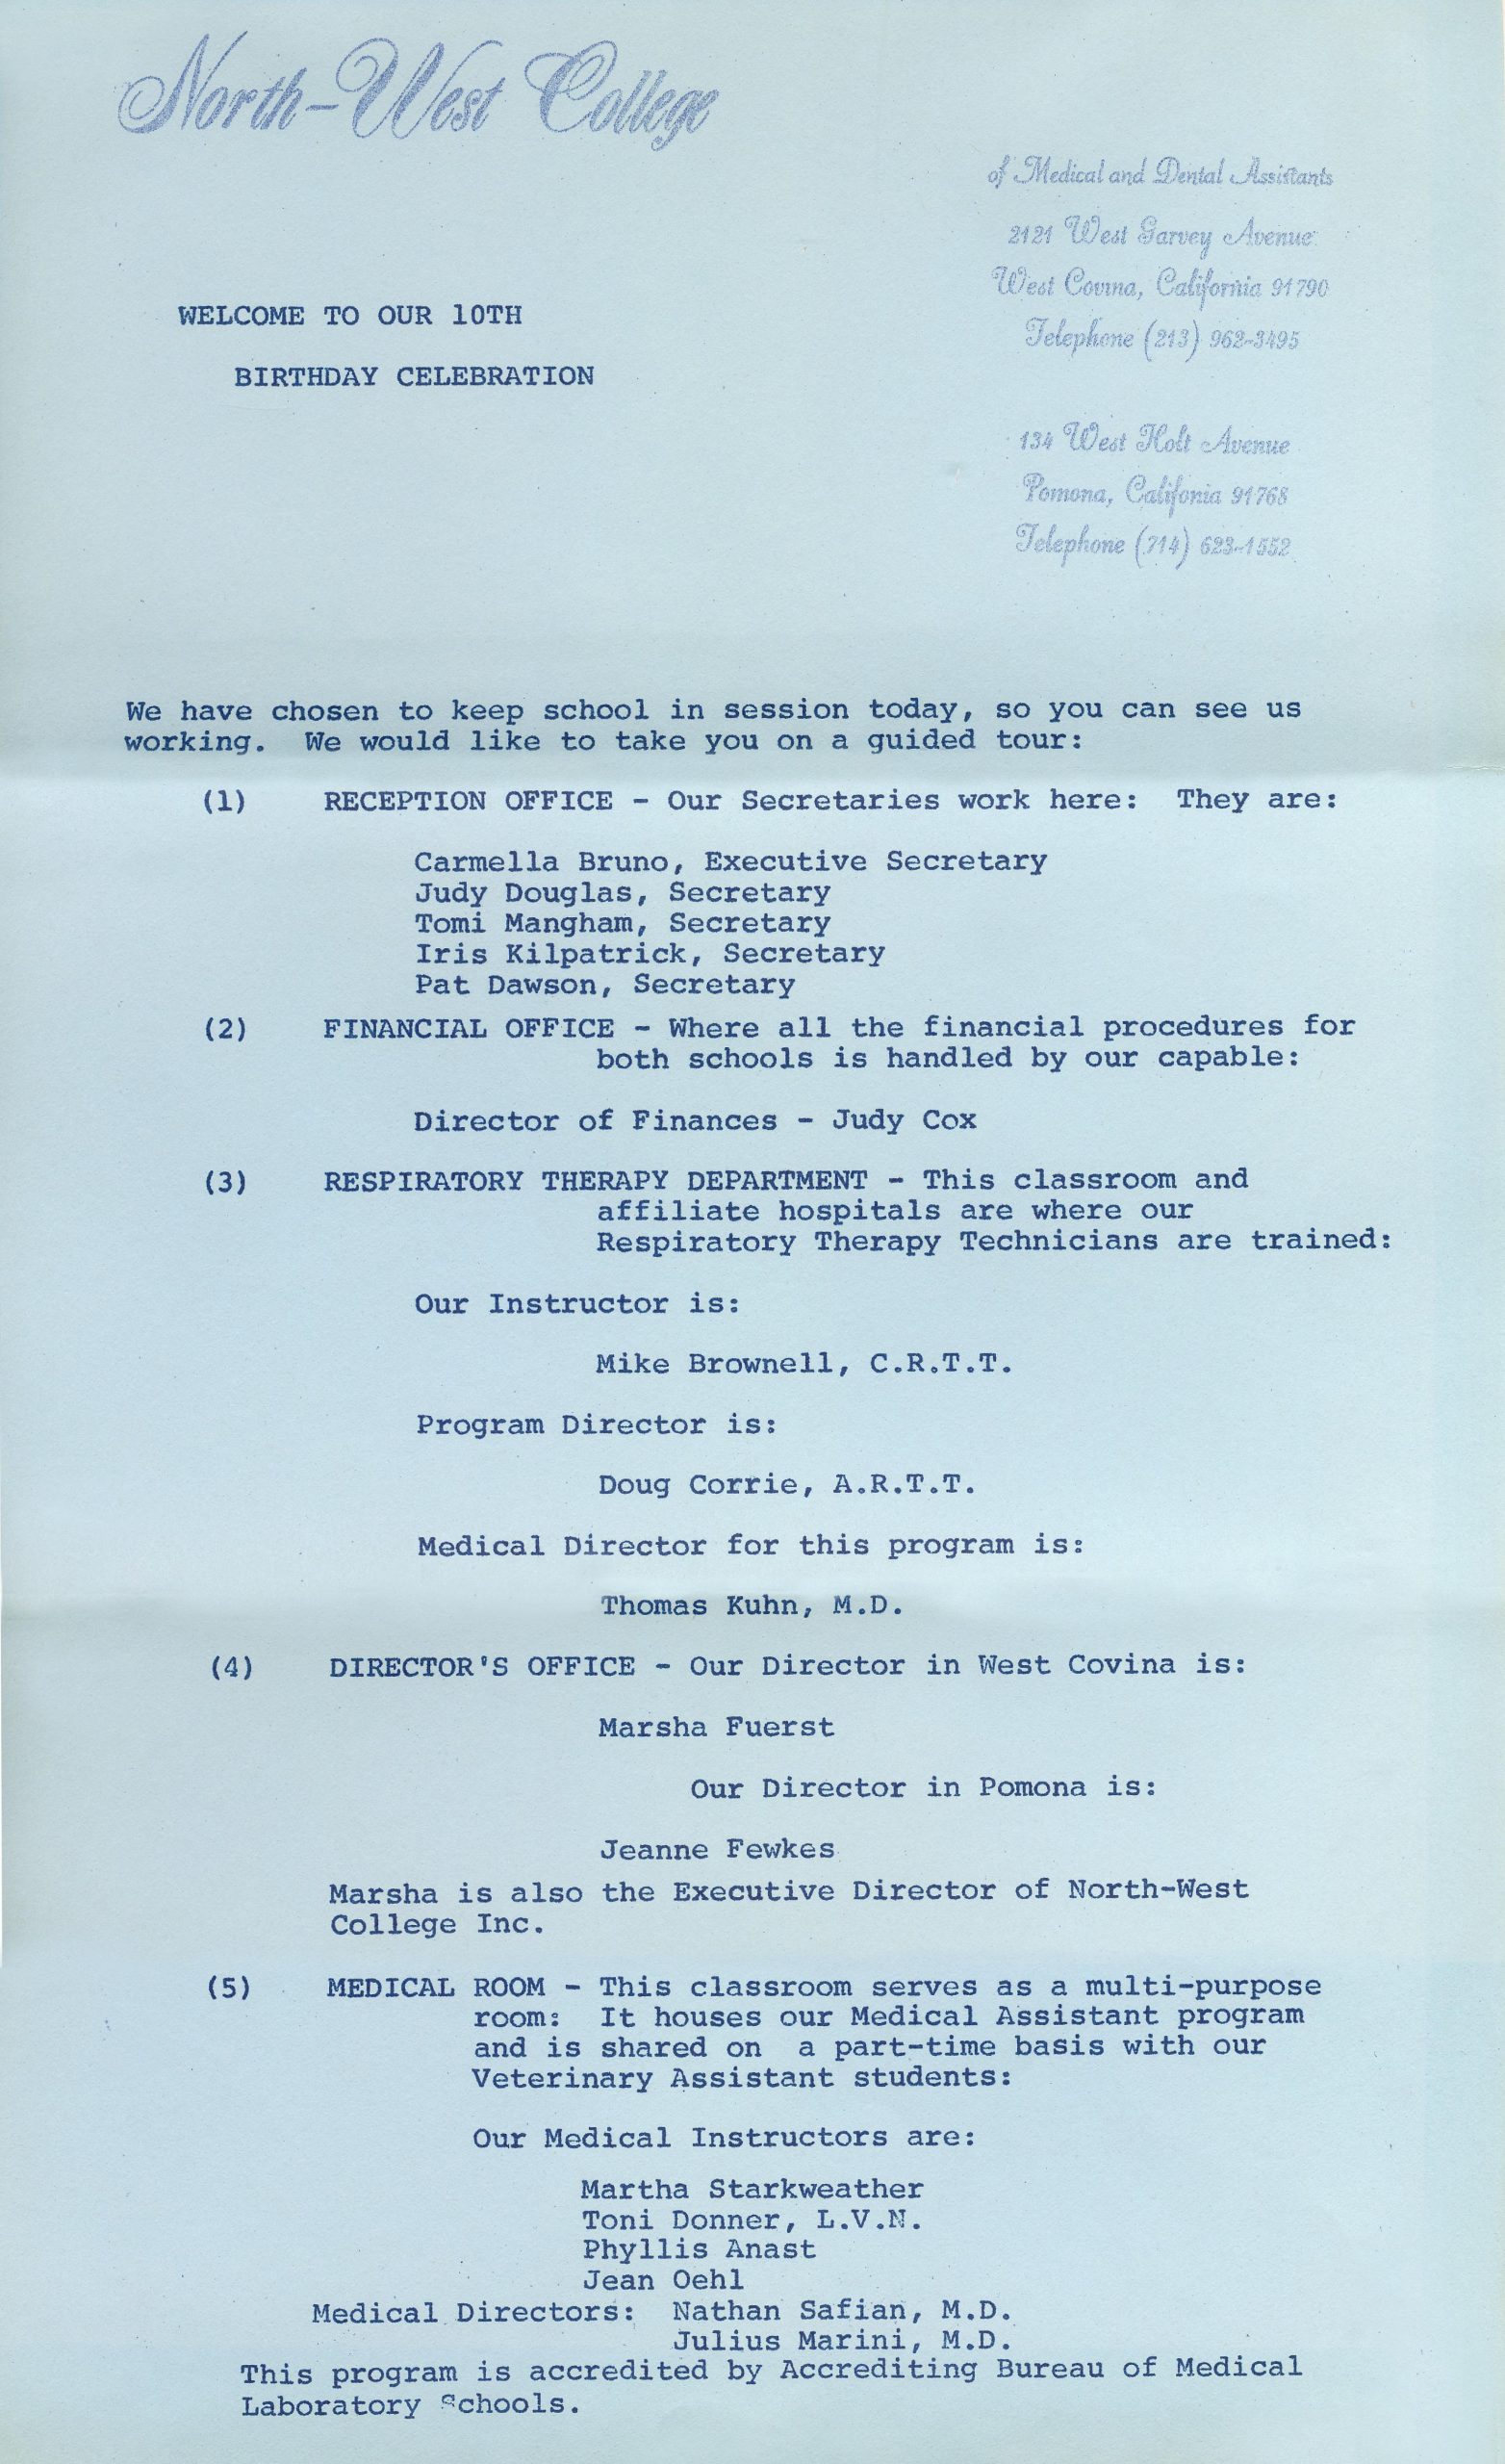 North-West College
of Medical and Dental Assistants
2121 West Garvey Avenue
West Covina, California 91790
Telephone (213) 962-3495
WELCOME TO OUR 10TH
BIRTHDAY CELEBRATION
134 West Holt Avenue
Pomona, Califonia 91768
Telephone (714) 623-1552
We have chosen to keep school in session today, so you can see us
working. We would like to take you on a guided tour:
(1) RECEPTION OFFICE - Our Secretaries work here: They are:
Carmella Bruno, Executive Secretary
Judy Douglas, Secretary
Tomi Mangham, Secretary
Iris Kilpatrick, Secretary
Pat Dawson, Secretary
(2) FINANCIAL OFFICE - Where all the financial procedures for
both schools is handled by our capable:
Director of Finances - Judy Cox
(3) RESPIRATORY THERAPY DEPARTMENT - This classroom and
affiliate hospitals are where our
Respiratory Therapy Technicians are trained:
Our Instructor is:
Mike Brownell, C.R.T.T.
Program Director is:
Doug Corrie, A.R.T.T.
Medical Director for this program is:
Thomas Kuhn, M.D.
(4) DIRECTOR'S OFFICE - Our Director in West Covina is:
Marsha Fuerst
Our Director in Pomona is:
Jeanne Fewkes
Marsha is also the Executive Director of North-West
College Inc.
(5) MEDICAL ROOM - This classroom serves as a multi-purpose
room: It houses our Medical Assistant program
and is shared on a part-time basis with our
Veterinary Assistant students:
Our Medical Instructors are:
Martha Starkweather
Toni Donner, L.V.N.
Phyllis Anast
Jean Oehl
Medical Directors: Nathan Safian, M.D.
Julius Marini, M.D.
This program is accredited by Accrediting Bureau of Medical
Laboratory Schools.